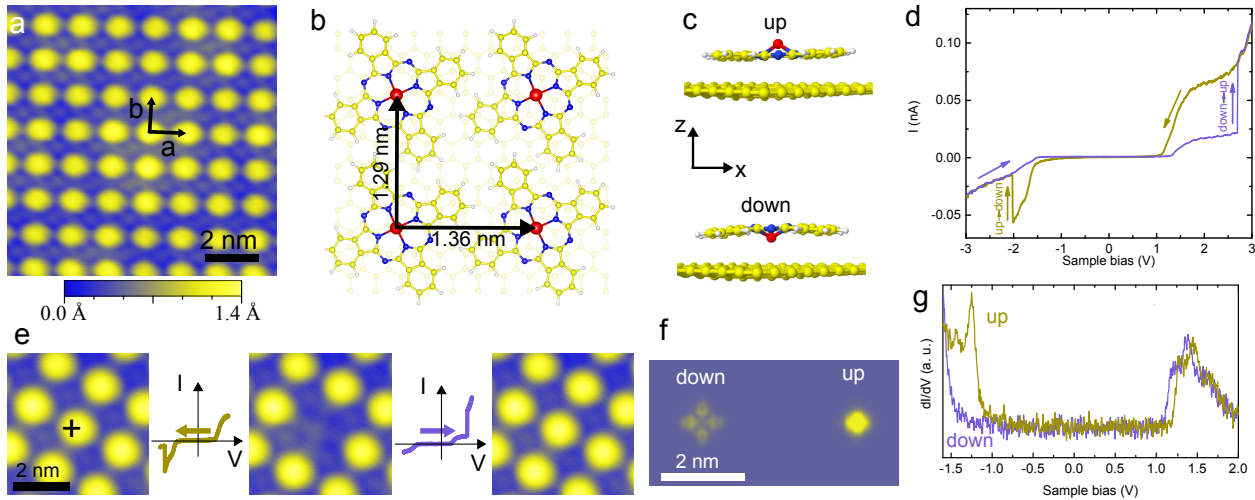 a
b
a
2 nm
0.0 Å
1.4 Å
b
1.29 nm
1.36 nm
c
up
z
x
down
d
I (nA)
0.10
0.05
0.00
-0.05
up→down
down→up
-3 -2 -1 0 1 2 3
Sample bias (V)
e
+
2 nm
I
V
I
V
f
down
up
2 nm
g
dI/dV (a. u.)
up
down
-1.5 -1.0 -0.5 0.0 0.5 1.0 1.5 2.0
Sample bias (V)